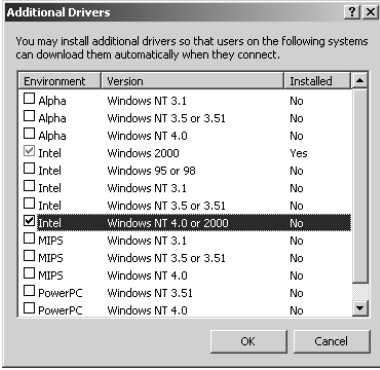 Additional Drivers
You may install additional drivers so that users on the following systems
can download them automatically when they connect.
Environment Version Installed
Alpha Windows NT 3.1 No
Alpha Windows NT 3.5 or 3.51 No
Alpha Windows NT 4.0 No
Intel Windows 2000 Yes
Intel Windows 95 or 98 No
Intel Windows NT 3.1 No
Intel Windows NT 3.5 or 3.51 No
Intel Windows NT 4.0 or 2000 No
MIPS Windows NT 3.1 No
MIPS Windows NT 3.5 or 3.51 No
MIPS Windows NT 4.0 No
PowerPC Windows NT 3.51 No
PowerPC Windows NT 4.0 No
OK Cancel